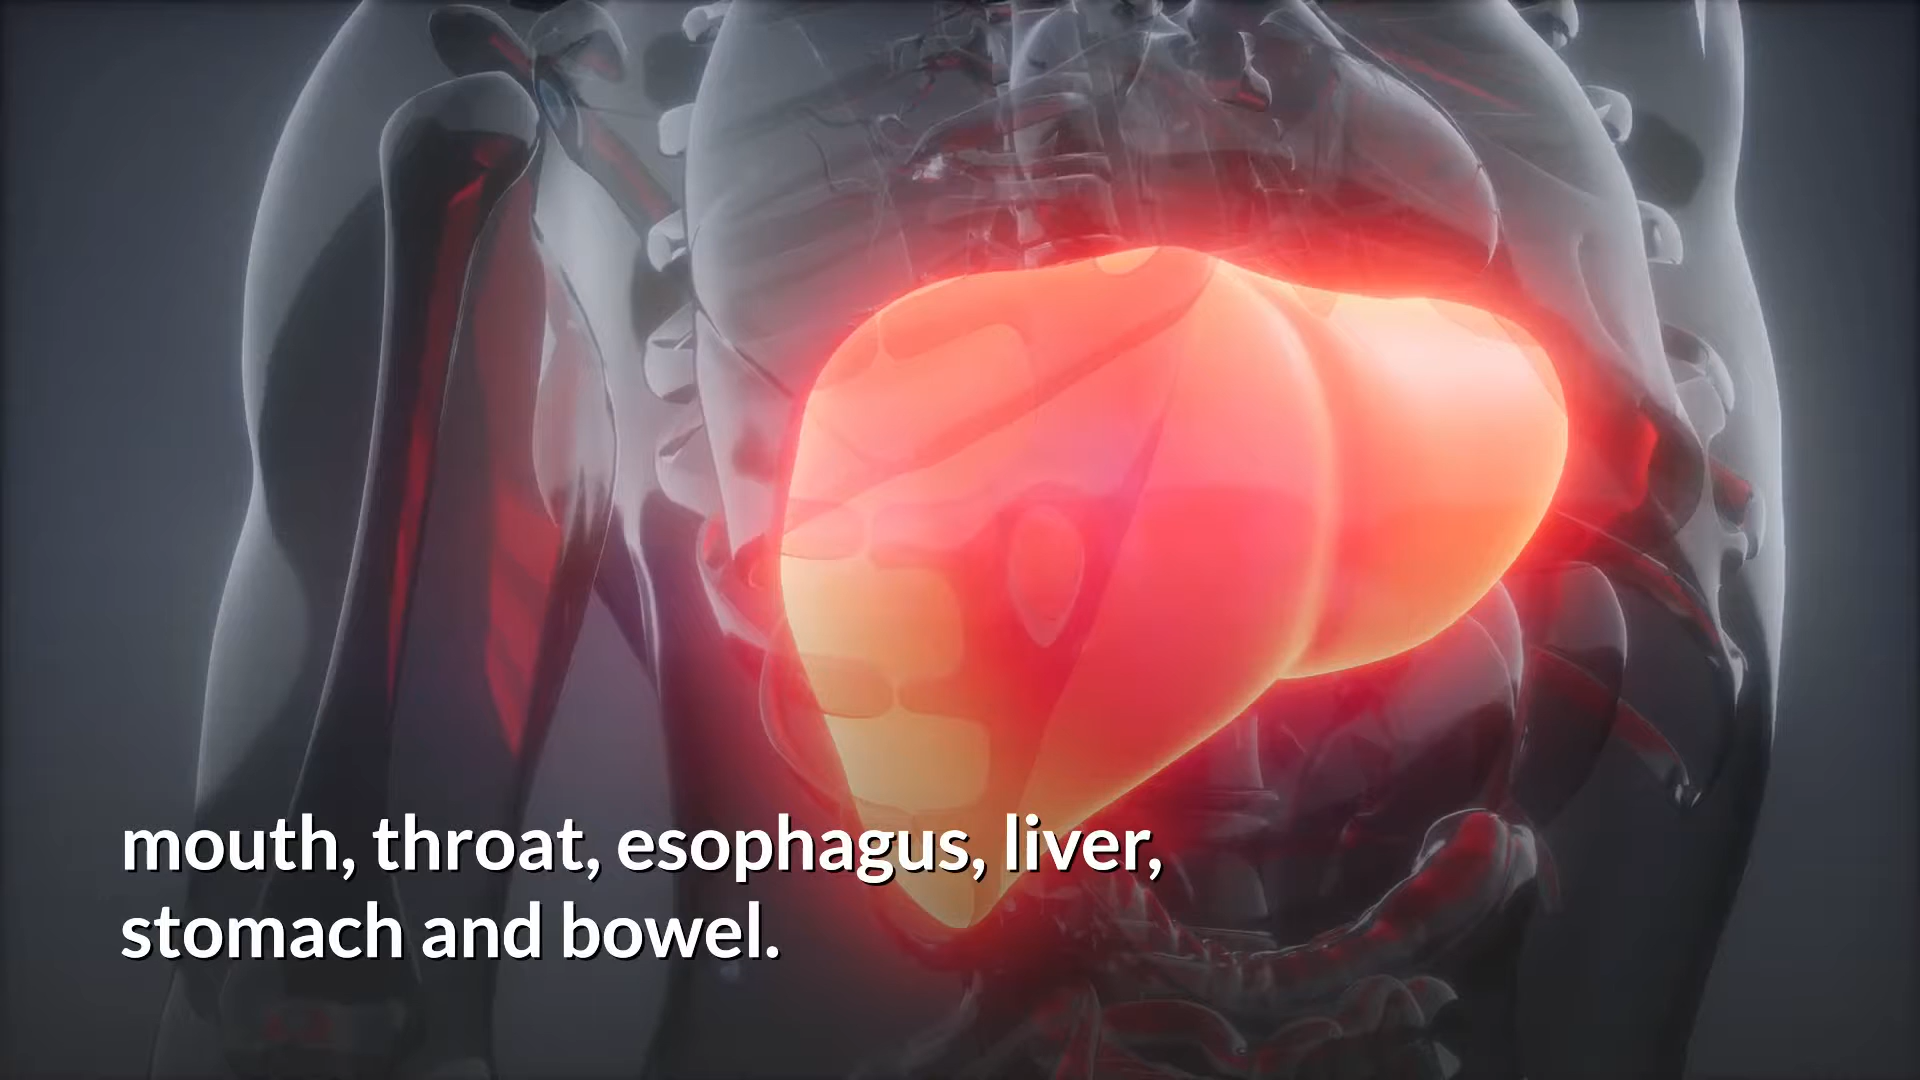 mouth, throat, esophagus, liver,
stomach and bowel.